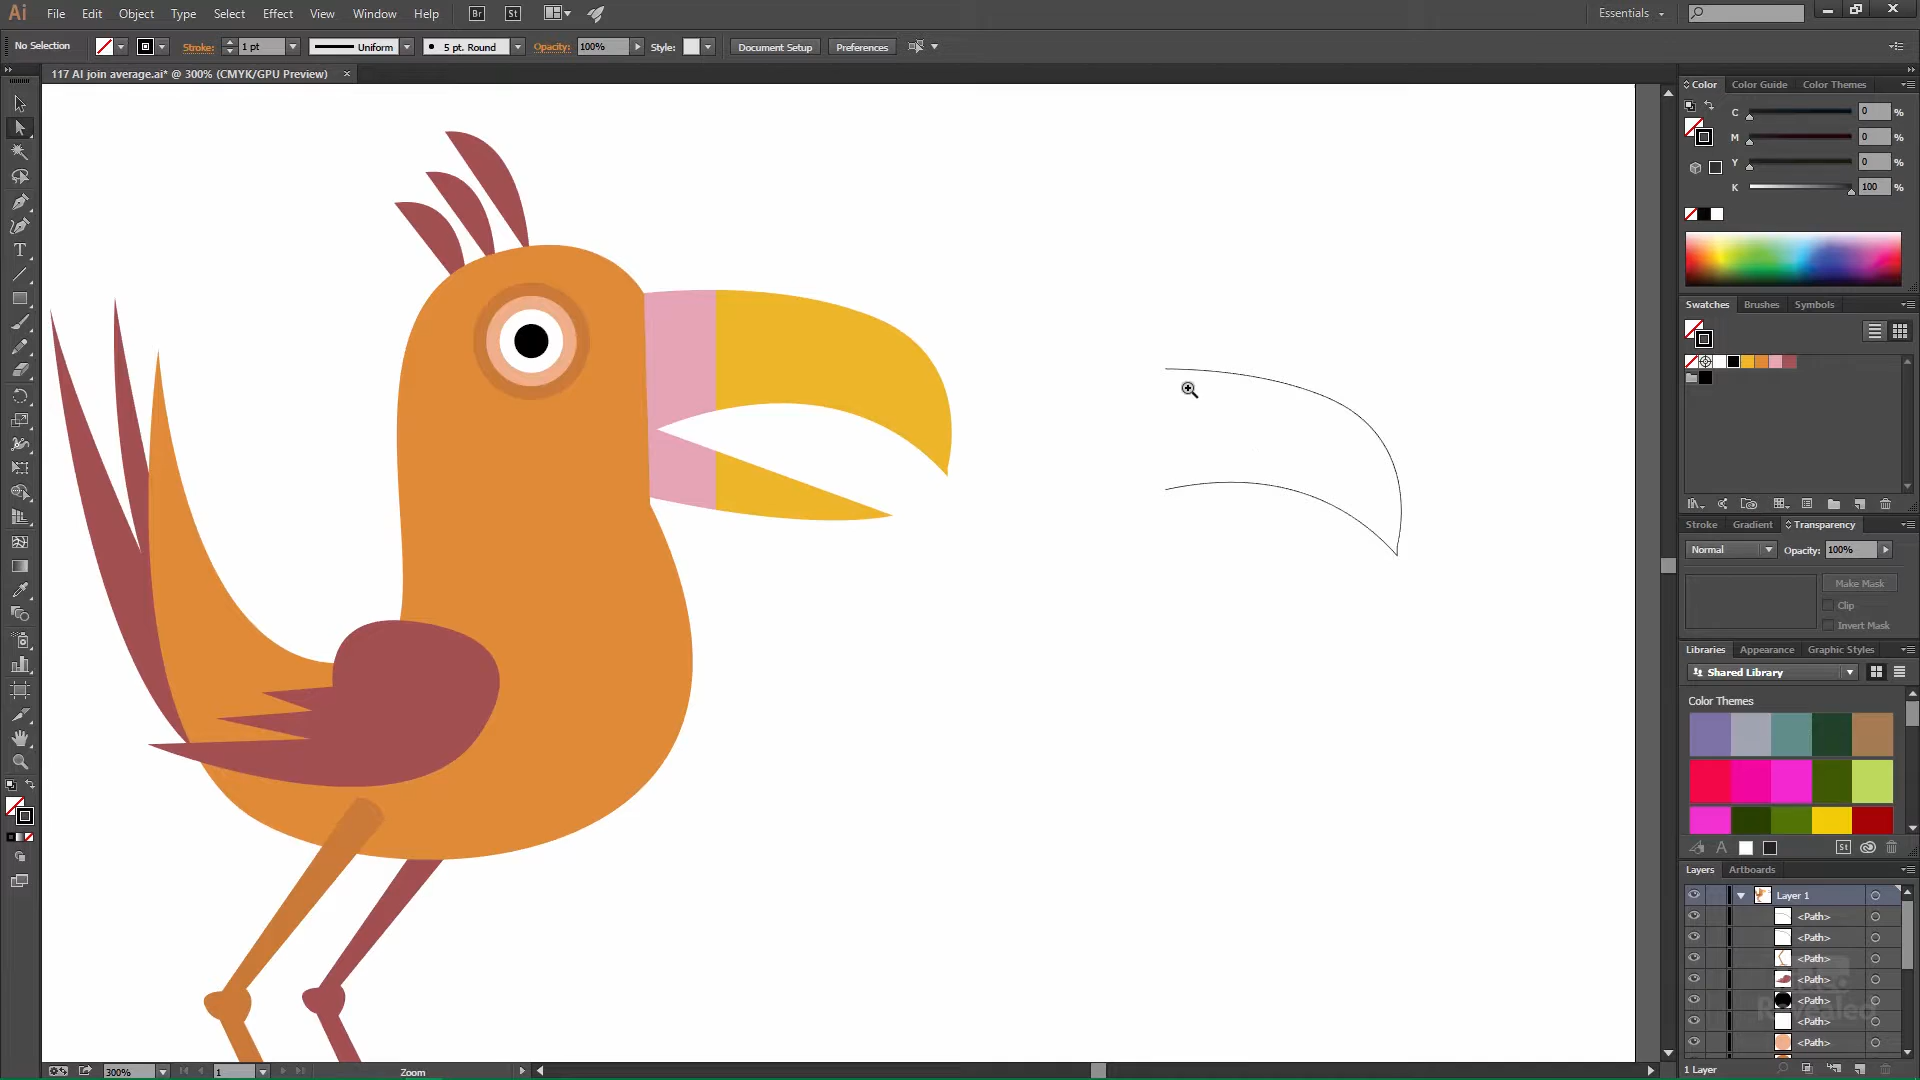 Ai File Edit Object Type Select Effect View Window Help Br St Essentials
No Selection Stroke: 1 pt Uniform 5 pt. Round Opacity: 100% Style: Document Setup Preferences
117 AI join average.ai* @ 300% (CMYK/GPU Preview) ×
Color Color Guide Color Themes
C 0 %
M 0 %
Y 0 %
K 100 %
Swatches Brushes Symbols
Stroke Gradient Transparency
Normal Opacity: 100%
Make Mask
Clip
Invert Mask
Libraries Appearance Graphic Styles
Shared Library
Color Themes
St
Layers Artboards
Layer 1
<Path>
<Path>
<Path>
<Path>
<Path>
<Path>
<Path>
1 Layer
300% 1 Zoom